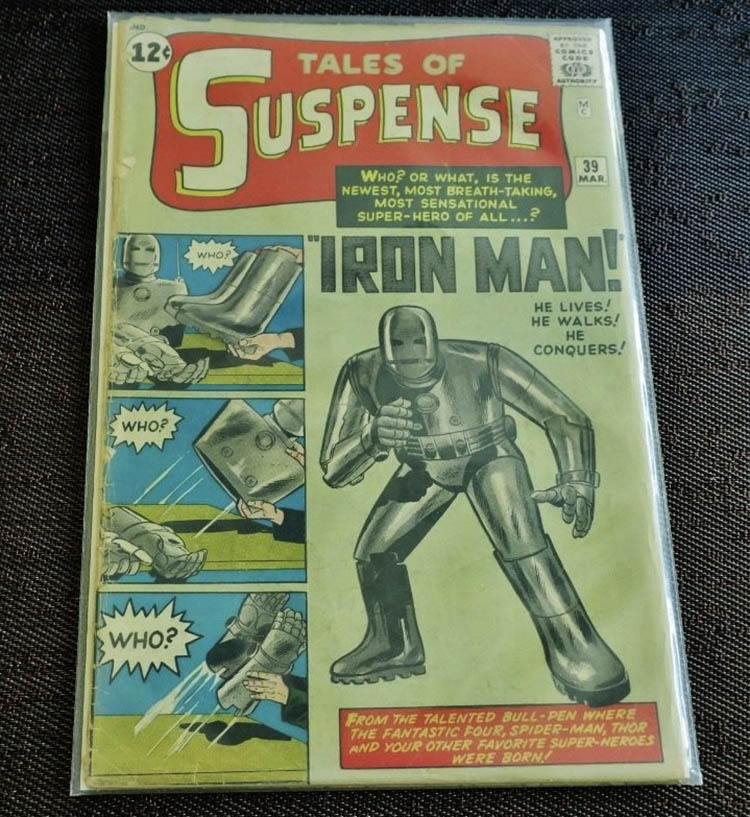 IND.
12¢
TALES OF
SUSPENSE
APPROVED
BY THE
COMICS
CODE
AUTHORITY
M
C
39
MAR.
WHO? OR WHAT, IS THE
NEWEST, MOST BREATH-TAKING,
MOST SENSATIONAL
SUPER-HERO OF ALL...?
"IRON MAN!"
HE LIVES!
HE WALKS!
HE
CONQUERS!
WHO?
WHO?
WHO?
FROM THE TALENTED BULL-PEN WHERE
THE FANTASTIC FOUR, SPIDER-MAN, THOR
AND YOUR OTHER FAVORITE SUPER-HEROES
WERE BORN!